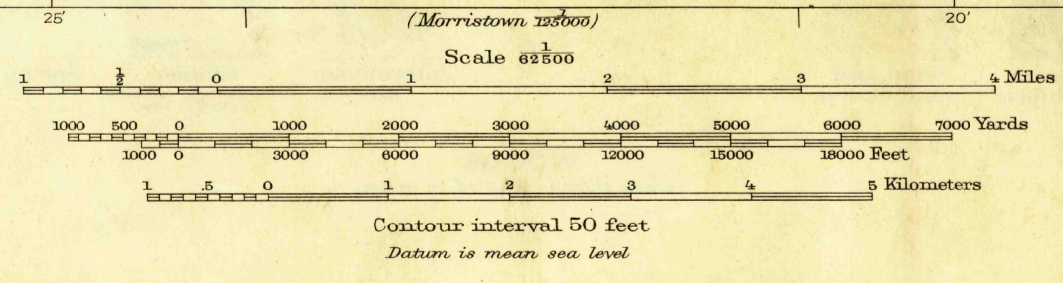 25' (Morristown 1/125000) 20'
Scale 1/62500
1 1/2 0 1 2 3 4 Miles
1000 500 0 1000 2000 3000 4000 5000 6000 7000 Yards
1000 0 3000 6000 9000 12000 15000 18000 Feet
1 .5 0 1 2 3 4 5 Kilometers
Contour interval 50 feet
Datum is mean sea level